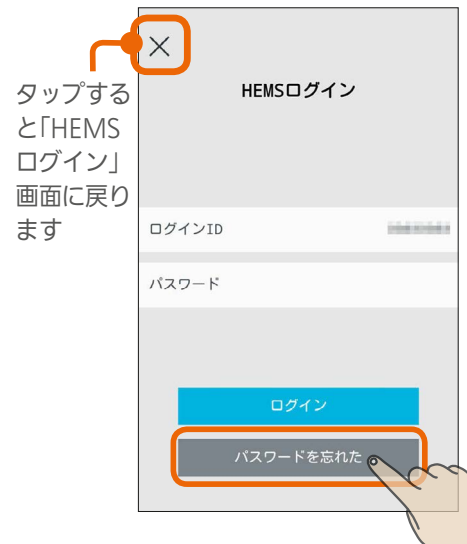 HEMSログイン
タップする
と「HEMS
ログイン」
画面に戻り
ます
ログインID
パスワード
ログイン
パスワードを忘れた